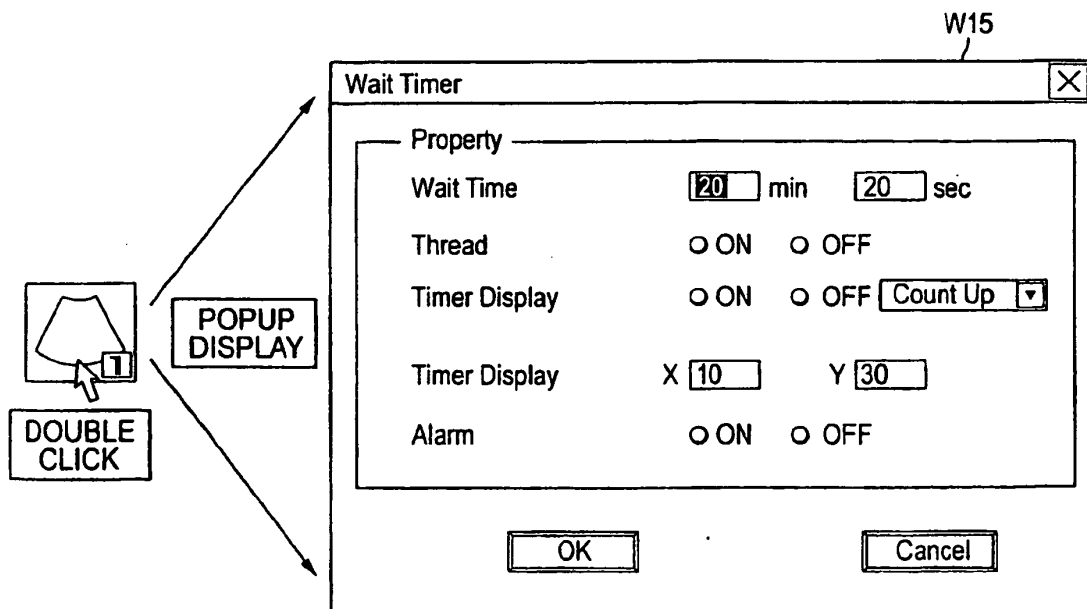 W15
Wait Timer
Property
Wait Time 20 min 20 sec
Thread ON OFF
Timer Display ON OFF Count Up
Timer Display X 10 Y 30
Alarm ON OFF
OK Cancel
1
POPUP
DISPLAY
DOUBLE
CLICK